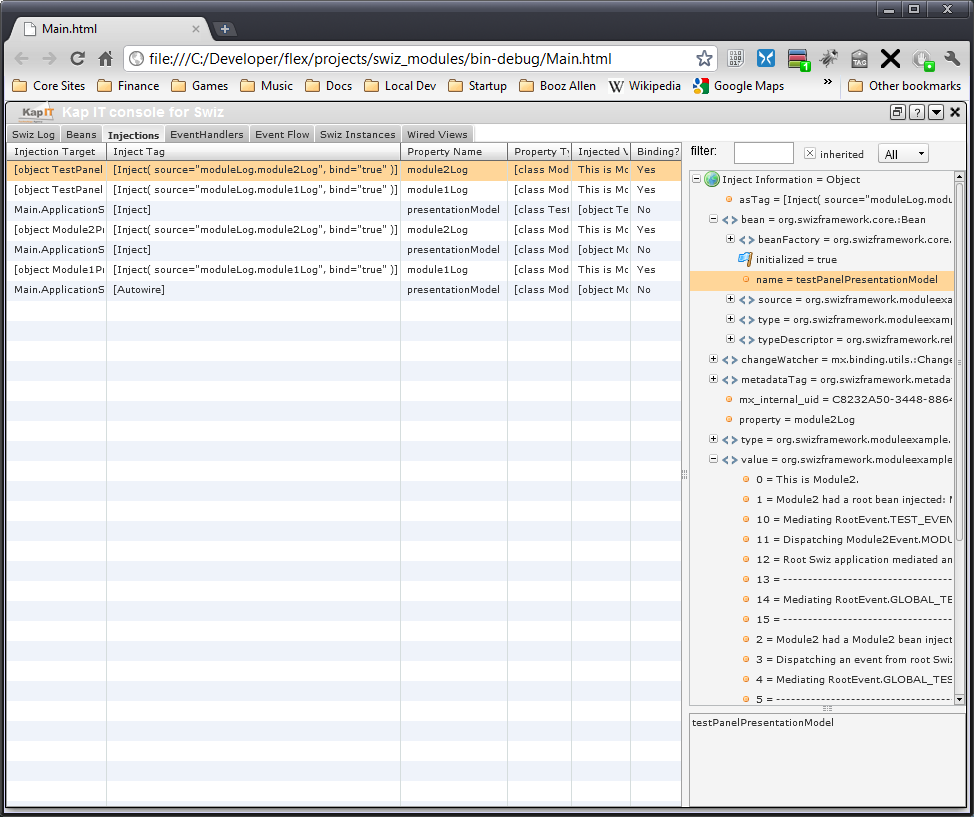 Main.html
file:///C:/Developer/flex/projects/swiz_modules/bin-debug/Main.html
Core Sites Finance Games Music Docs Local Dev Startup Booz Allen Wikipedia Google Maps » Other bookmarks
KapIT Kap IT console for Swiz
Swiz Log Beans Injections EventHandlers Event Flow Swiz Instances Wired Views
Injection Target Inject Tag Property Name Property Ty Injected V Binding?
[object TestPanel [Inject( source="moduleLog.module2Log", bind="true" )] module2Log [class Mod This is Mo Yes
[object TestPanel [Inject( source="moduleLog.module1Log", bind="true" )] module1Log [class Mod This is Mo Yes
Main.ApplicationS [Inject] presentationModel [class Test [object Te No
[object Module2Pr [Inject( source="moduleLog.module2Log", bind="true" )] module2Log [class Mod This is Mo Yes
Main.ApplicationS [Inject] presentationModel [class Mod [object Mo No
[object Module1Pr [Inject( source="moduleLog.module1Log", bind="true" )] module1Log [class Mod This is Mo Yes
Main.ApplicationS [Autowire] presentationModel [class Mod [object Mo No
filter: inherited All
Inject Information = Object
asTag = [Inject( source="moduleLog.modu
bean = org.swizframework.core.:Bean
beanFactory = org.swizframework.core.
initialized = true
name = testPanelPresentationModel
source = org.swizframework.moduleexa
type = org.swizframework.moduleexamp
typeDescriptor = org.swizframework.ref
changeWatcher = mx.binding.utils.:Change
metadataTag = org.swizframework.metada
mx_internal_uid = C8232A50-3448-8864
property = module2Log
type = org.swizframework.moduleexample.
value = org.swizframework.moduleexample
0 = This is Module2.
1 = Module2 had a root bean injected: M
10 = Mediating RootEvent.TEST_EVEN
11 = Dispatching Module2Event.MODU
12 = Root Swiz application mediated an
13 = ------------------------------------
14 = Mediating RootEvent.GLOBAL_TE
15 = ------------------------------------
2 = Module2 had a Module2 bean inject
3 = Dispatching an event from root Swiz
4 = Mediating RootEvent.GLOBAL_TES
5 = ------------------------------------
testPanelPresentationModel